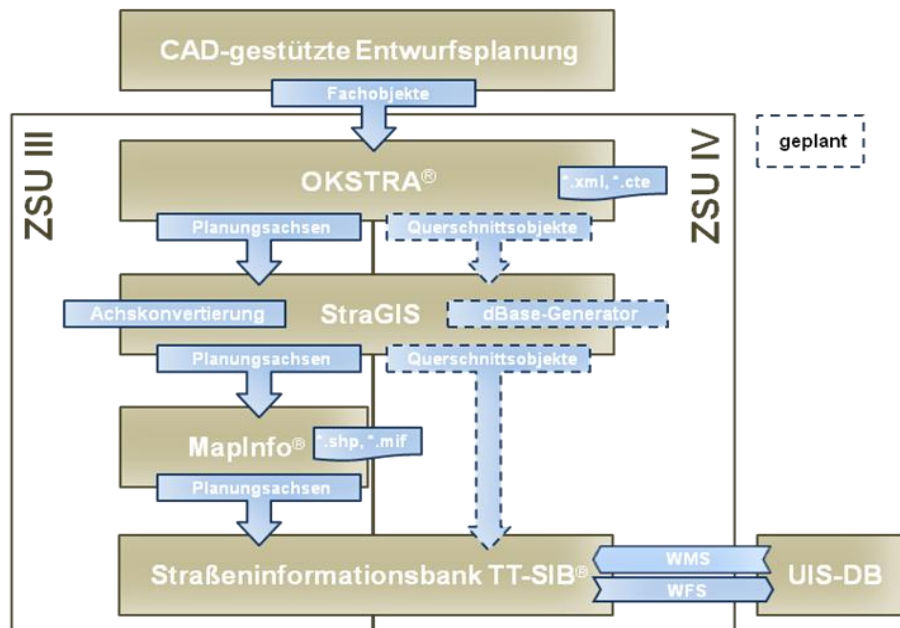 CAD-gestützte Entwurfsplanung
Fachobjekte
ZSU III
ZSU IV
geplant
OKSTRA®
*.xml, *.cte
Planungsachsen
Querschnittsobjekte
Achskonvertierung
StraGIS
dBase-Generator
Planungsachsen
Querschnittsobjekte
MapInfo®
*.shp, *.mif
Planungsachsen
Straßeninformationsbank TT-SIB®
WMS
WFS
UIS-DB